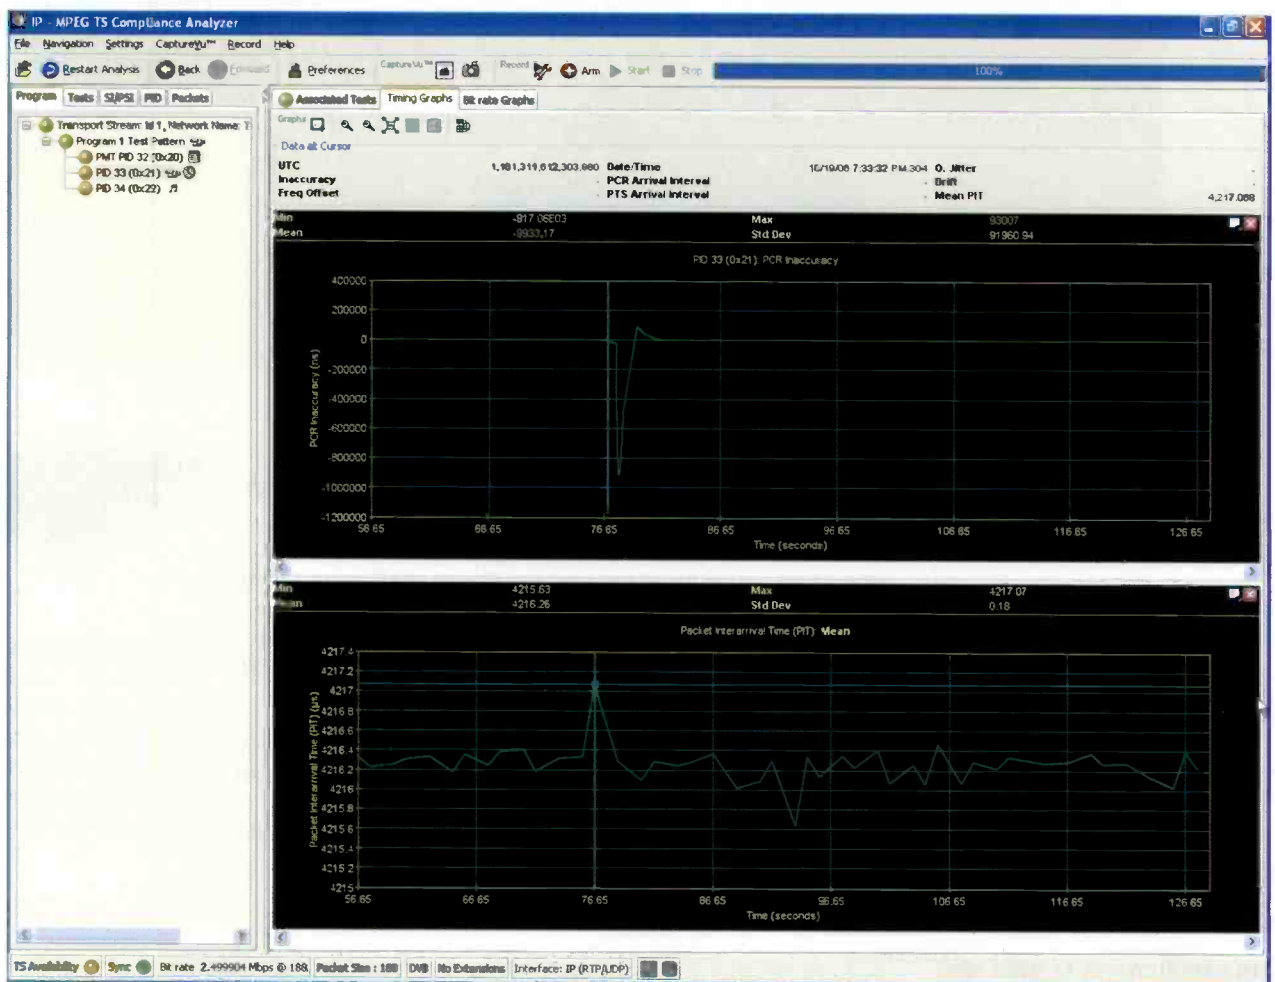 IP - MPEG TS Compliance Analyzer
File Navigation Settings CaptureVu™ Record Help
Restart Analysis Back Forward Preferences CaptureVu™ Record Arm Start Stop 100%
Program Tests SI/PSI PID Packets
Associated Tests Timing Graphs Bit rate Graphs
Transport Stream: Id 1, Network Name: T
Program 1 Test Pattern
PMT PID 32 (0x20)
PID 33 (0x21)
PID 34 (0x22)
Graphs
Data at Cursor
UTC 1,161,311,612,303.980 Date/Time 10/19/06 7:33:32 PM.304 O. Jitter -
Inaccuracy - PCR Arrival Interval - Drift -
Freq Offset - PTS Arrival Interval - Mean PIT 4,217.068
Min -917.06E03 Max 93007
Mean -9933.17 Std Dev 91960.94
PID 33 (0x21): PCR Inaccuracy
400000
200000
0
-200000
-400000
-600000
-800000
-1000000
-1200000
PCR Inaccuracy (ns)
56.65 66.65 76.65 86.65 96.65 106.65 116.65 126.65
Time (seconds)
Min 4215.63 Max 4217.07
Mean 4216.26 Std Dev 0.18
Packet Interarrival Time (PIT): Mean
4217.4
4217.2
4217
4216.8
4216.6
4216.4
4216.2
4216
4215.8
4215.6
4215.4
4215.2
4215
Packet Interarrival Time (PIT) (µs)
56.65 66.65 76.65 86.65 96.65 106.65 116.65 126.65
Time (seconds)
TS Availability Sync Bit rate 2.499904 Mbps @ 188 Packet Size : 188 DVB No Extensions Interface: IP (RTP/UDP)